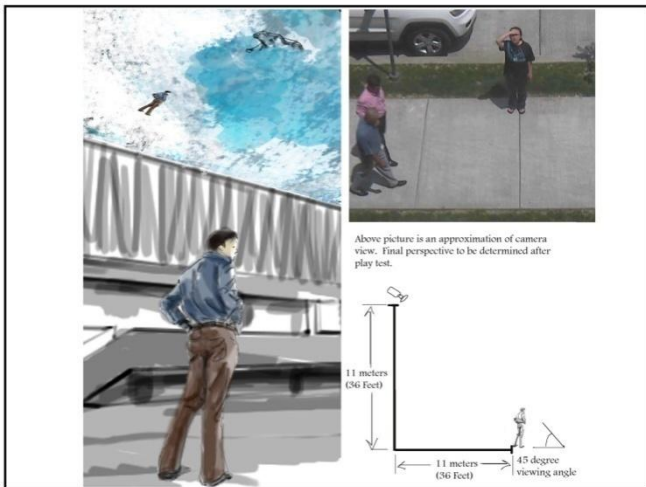 Above picture is an approximation of camera
view.  Final perspective to be determined after
play test.
11 meters
(36 Feet)
11 meters
(36 Feet)
45 degree
viewing angle